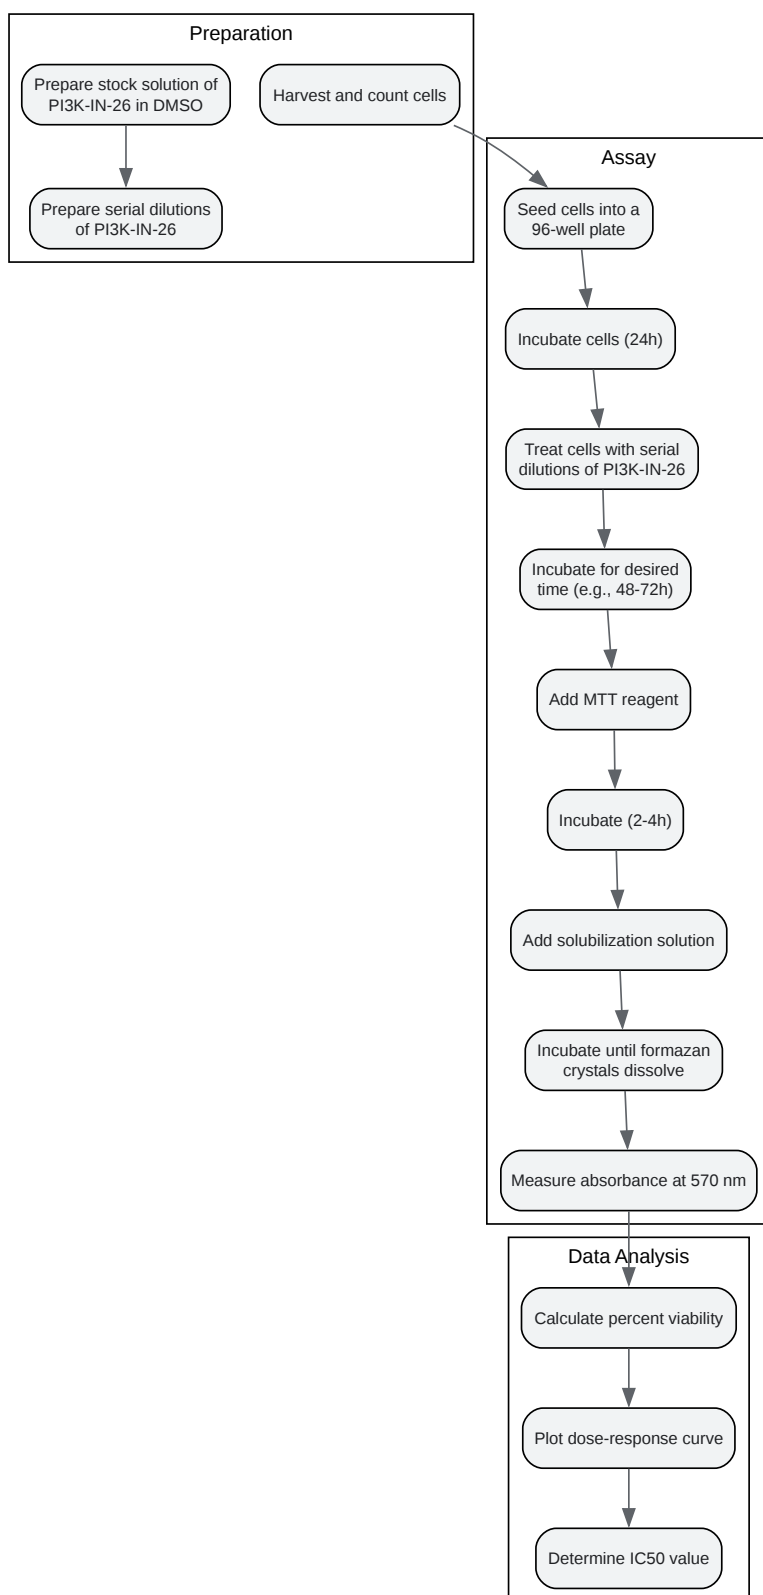 Preparation
Prepare stock solution of
PI3K-IN-26 in DMSO
Harvest and count cells
Prepare serial dilutions
of PI3K-IN-26
Assay
Seed cells into a
96-well plate
Incubate cells (24h)
Treat cells with serial
dilutions of PI3K-IN-26
Incubate for desired
time (e.g., 48-72h)
Add MTT reagent
Incubate (2-4h)
Add solubilization solution
Incubate until formazan
crystals dissolve
Measure absorbance at 570 nm
Data Analysis
Calculate percent viability
Plot dose-response curve
Determine IC50 value